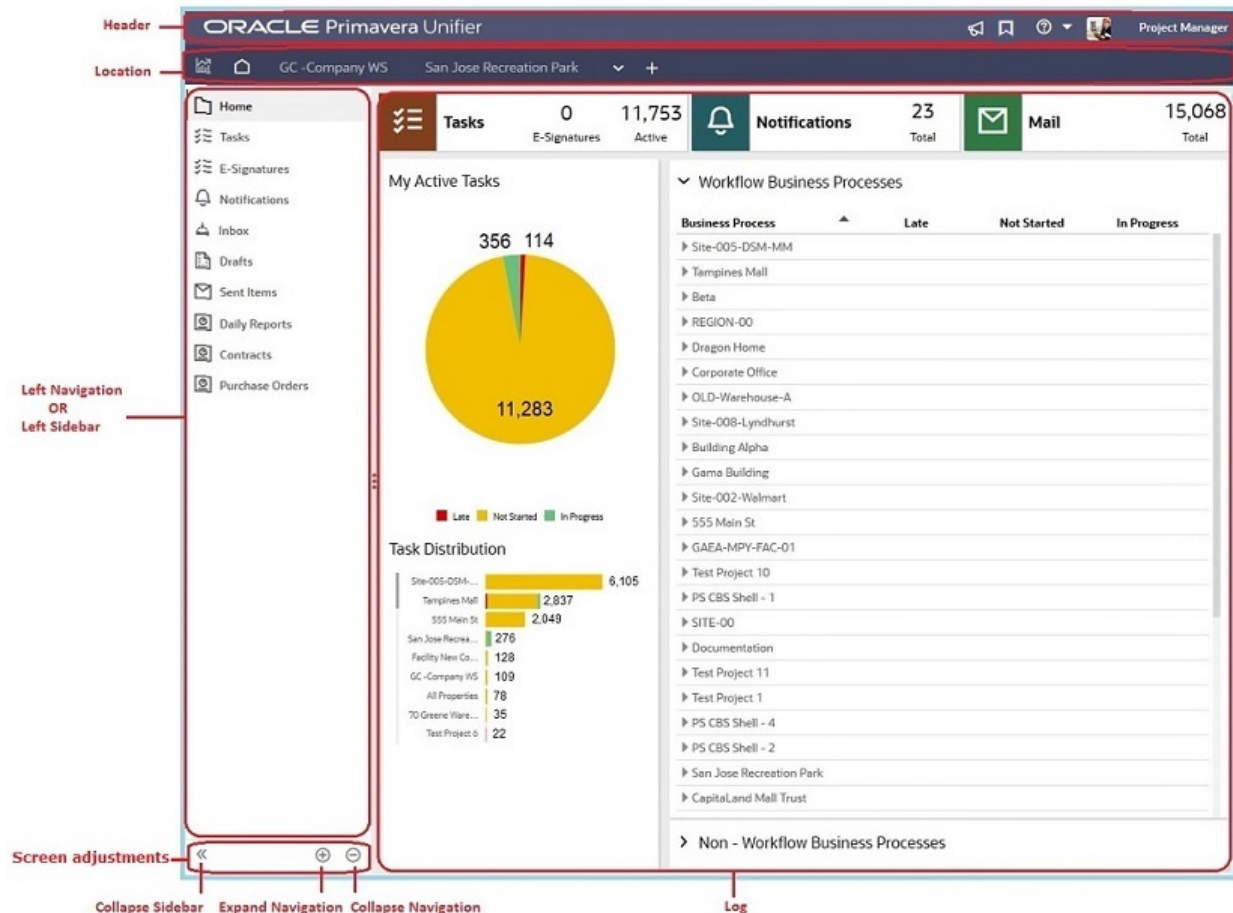 Header
ORACLE Primavera Unifier
Project Manager
Location
GC -Company WS
San Jose Recreation Park
Left Navigation
OR
Left Sidebar
Home
Tasks
E-Signatures
Notifications
Inbox
Drafts
Sent Items
Daily Reports
Contracts
Purchase Orders
Tasks
0
E-Signatures
11,753
Active
Notifications
23
Total
Mail
15,068
Total
My Active Tasks
356
114
11,283
Late
Not Started
In Progress
Task Distribution
Site-005-DSM-...
6,105
Tampines Mall
2,837
555 Main St
2,049
San Jose Recrea...
276
Facility New Co...
128
GC -Company WS
109
All Properties
78
70 Greene Ware...
35
Test Project 6
22
Workflow Business Processes
Business Process
Late
Not Started
In Progress
Site-005-DSM-MM
Tampines Mall
Beta
REGION-00
Dragon Home
Corporate Office
OLD-Warehouse-A
Site-008-Lyndhurst
Building Alpha
Gama Building
Site-002-Walmart
555 Main St
GAEA-MPY-FAC-01
Test Project 10
PS CBS Shell - 1
SITE-00
Documentation
Test Project 11
Test Project 1
PS CBS Shell - 4
PS CBS Shell - 2
San Jose Recreation Park
CapitaLand Mall Trust
Non - Workflow Business Processes
Screen adjustments
Collapse Sidebar
Expand Navigation
Collapse Navigation
Log